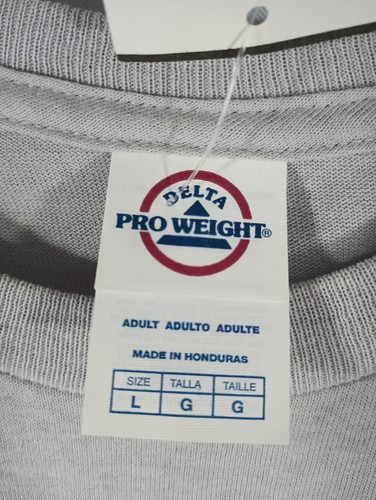 DELTA
PRO WEIGHT®
ADULT ADULTO ADULTE
MADE IN HONDURAS
SIZE TALLA TAILLE
L G G